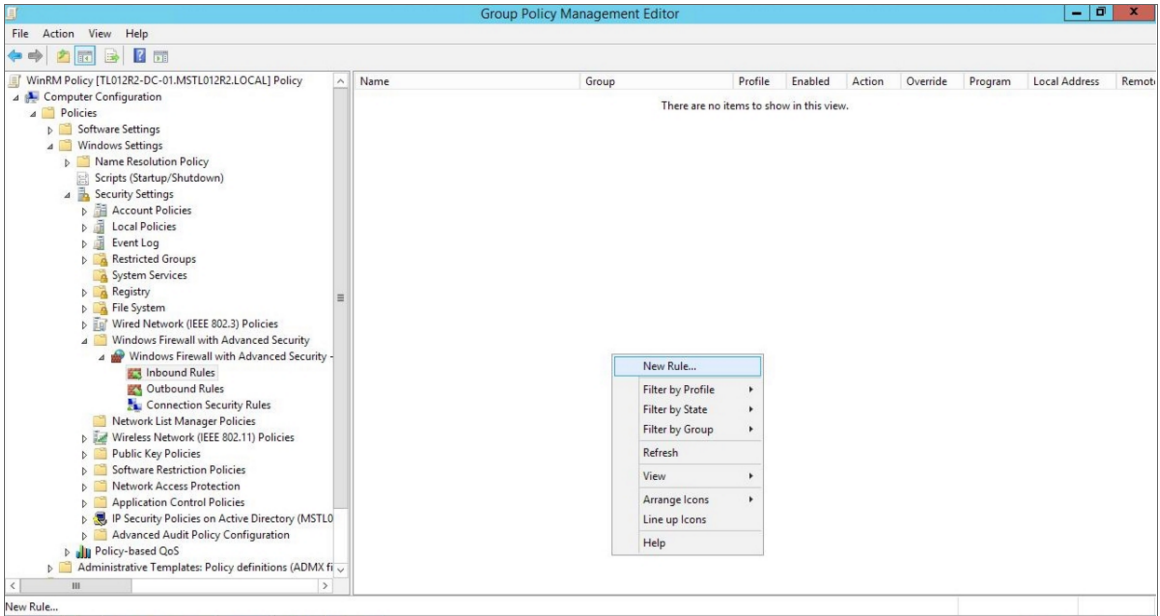 Group Policy Management Editor
File Action View Help
WinRM Policy [TL012R2-DC-01.MSTL012R2.LOCAL] Policy
Computer Configuration
Policies
Software Settings
Windows Settings
Name Resolution Policy
Scripts (Startup/Shutdown)
Security Settings
Account Policies
Local Policies
Event Log
Restricted Groups
System Services
Registry
File System
Wired Network (IEEE 802.3) Policies
Windows Firewall with Advanced Security
Windows Firewall with Advanced Security -
Inbound Rules
Outbound Rules
Connection Security Rules
Network List Manager Policies
Wireless Network (IEEE 802.11) Policies
Public Key Policies
Software Restriction Policies
Network Access Protection
Application Control Policies
IP Security Policies on Active Directory (MSTL0
Advanced Audit Policy Configuration
Policy-based QoS
Administrative Templates: Policy definitions (ADMX fi
Name Group Profile Enabled Action Override Program Local Address Remot
There are no items to show in this view.
New Rule...
Filter by Profile
Filter by State
Filter by Group
Refresh
View
Arrange Icons
Line up Icons
Help
New Rule...